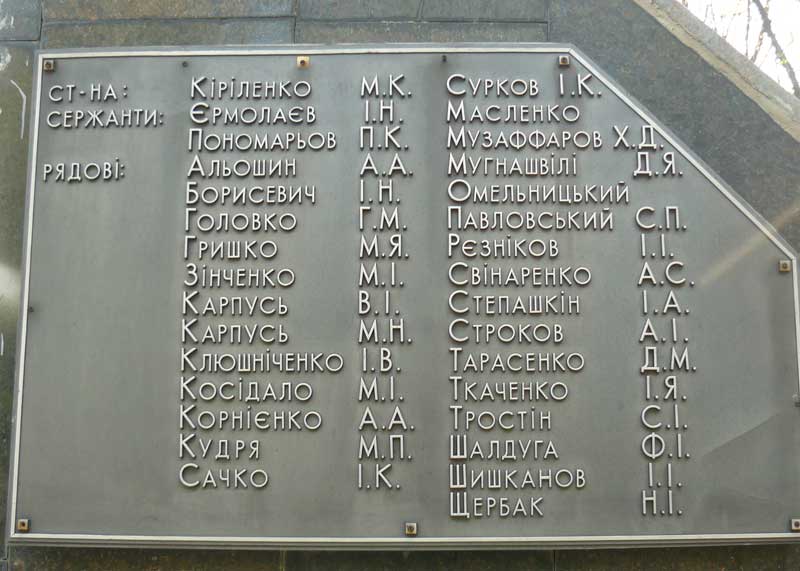 СТ-НА: КІРІЛЕНКО М.К.
СЕРЖАНТИ: ЄРМОЛАЄВ І.Н.
ПОНОМАРЬОВ П.К.
РЯДОВІ: АЛЬОШИН А.А.
БОРИСЕВИЧ І.Н.
ГОЛОВКО Г.М.
ГРИШКО М.Я.
ЗІНЧЕНКО М.І.
КАРПУСЬ В.І.
КАРПУСЬ М.Н.
КЛЮШНІЧЕНКО І.В.
КОСІДАЛО М.І.
КОРНІЄНКО А.А.
КУДРЯ М.П.
САЧКО І.К.
СУРКОВ І.К.
МАСЛЕНКО
МУЗАФФАРОВ Х.Д.
МУГНАШВІЛІ Д.Я.
ОМЕЛЬНИЦЬКИЙ
ПАВЛОВСЬКИЙ С.П.
РЄЗНІКОВ І.І.
СВІНАРЕНКО А.С.
СТЕПАШКІН І.А.
СТРОКОВ А.І.
ТАРАСЕНКО Д.М.
ТКАЧЕНКО І.Я.
ТРОСТІН С.І.
ШАЛДУГА Ф.І.
ШИШКАНОВ І.І.
ЩЕРБАК Н.І.